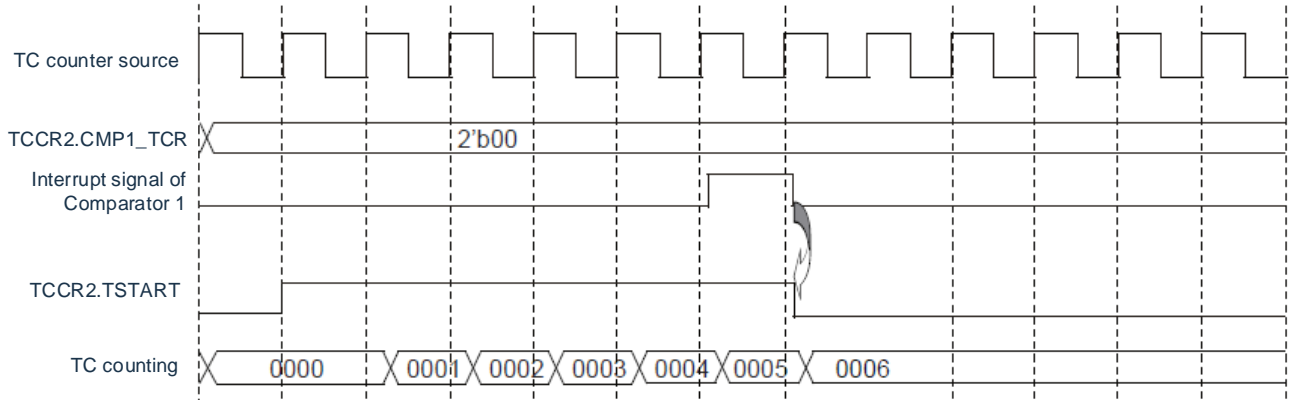 TC counter source
TCCR2.CMP1_TCR
2'b00
Interrupt signal of
Comparator 1
TCCR2.TSTART
TC counting
0000
0001
0002
0003
0004
0005
0006